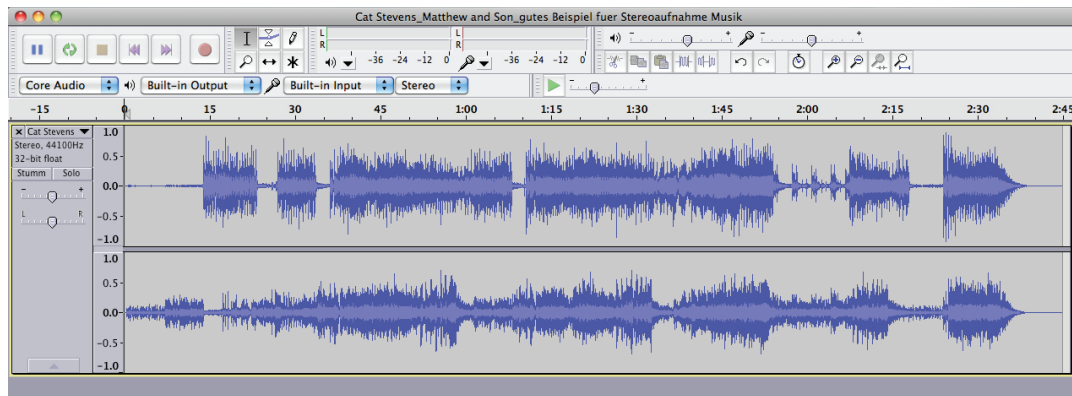 Cat Stevens_Matthew and Son_gutes Beispiel fuer Stereoaufnahme Musik
L
R
-36 -24 -12 0
L
R
-36 -24 -12 0
- +
- +
Core Audio
Built-in Output
Built-in Input
Stereo
- +
-15 0 15 30 45 1:00 1:15 1:30 1:45 2:00 2:15 2:30 2:45
Cat Stevens
Stereo, 44100Hz
32-bit float
Stumm Solo
- +
L R
1.0
0.5
0.0
-0.5
-1.0
1.0
0.5
0.0
-0.5
-1.0